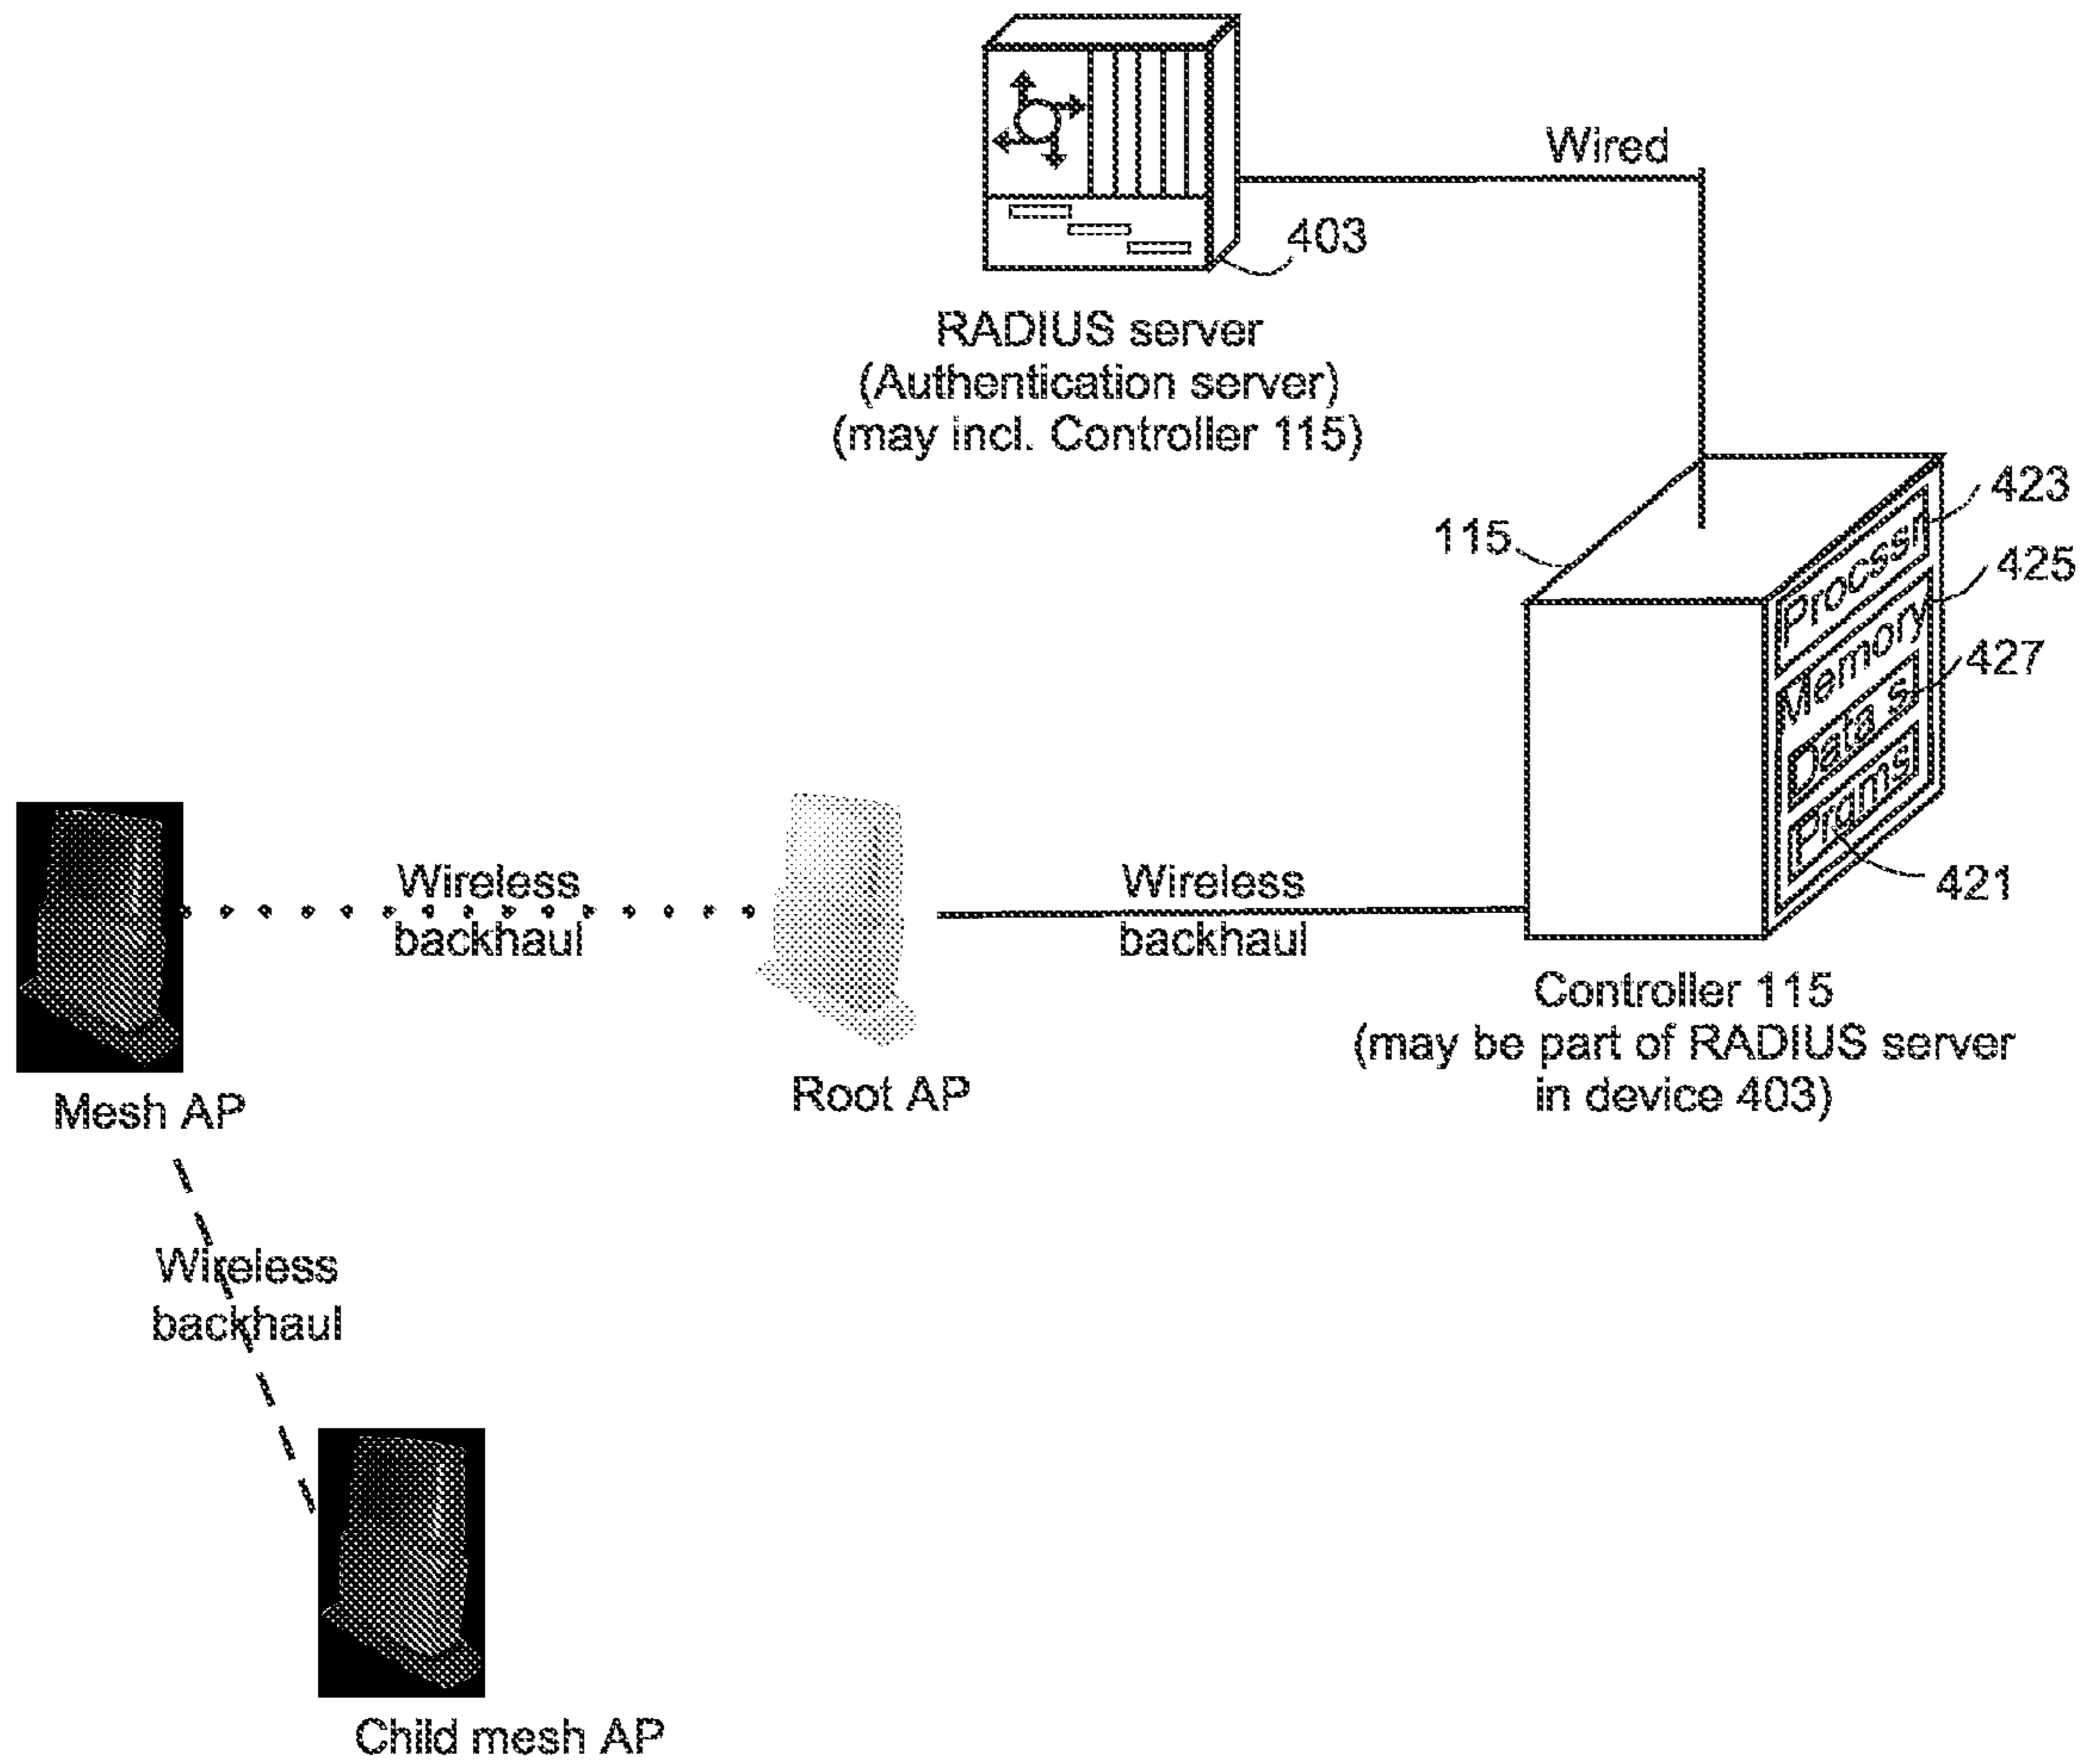 Wired
403
RADIUS server
(Authentication server)
(may incl. Controller 115)
115
423
425
427
421
Procssr
Memory
Data s
Prgms
Wireless
backhaul
Wireless
backhaul
Controller 115
(may be part of RADIUS server
in device 403)
Mesh AP
Root AP
Wireless
backhaul
Child mesh AP